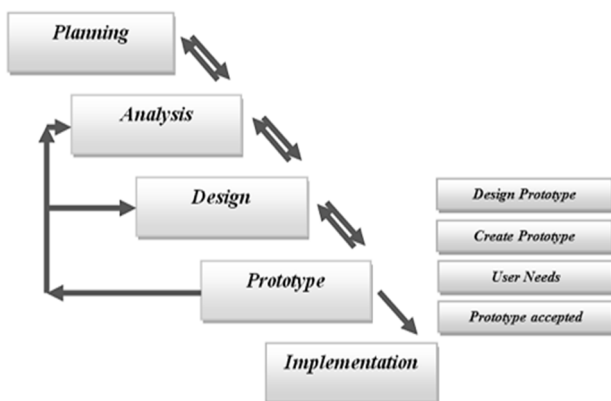 Planning
Analysis
Design
Prototype
Implementation
Design Prototype
Create Prototype
User Needs
Prototype accepted